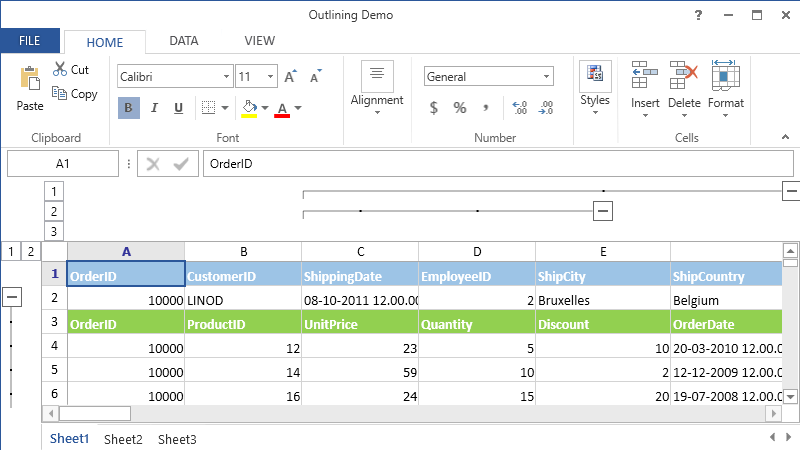 Outlining Demo ?
FILE HOME DATA VIEW
Paste
Cut
Copy
Clipboard
Calibri 11 A A
B I U A
Font
Alignment
General
$ % , ,.0 .00 .00 .0
Number
Styles
Insert Delete Format
Cells
A1 OrderID
1
2
3
1 2 A B C D E
1 OrderID CustomerID ShippingDate EmployeeID ShipCity ShipCountry
2 10000 LINOD 08-10-2011 12.00.00 2 Bruxelles Belgium
3 OrderID ProductID UnitPrice Quantity Discount OrderDate
4 10000 12 23 5 10 20-03-2010 12.00.0
5 10000 14 59 10 2 12-12-2009 12.00.0
6 10000 16 24 15 20 19-07-2008 12.00.0
Sheet1 Sheet2 Sheet3